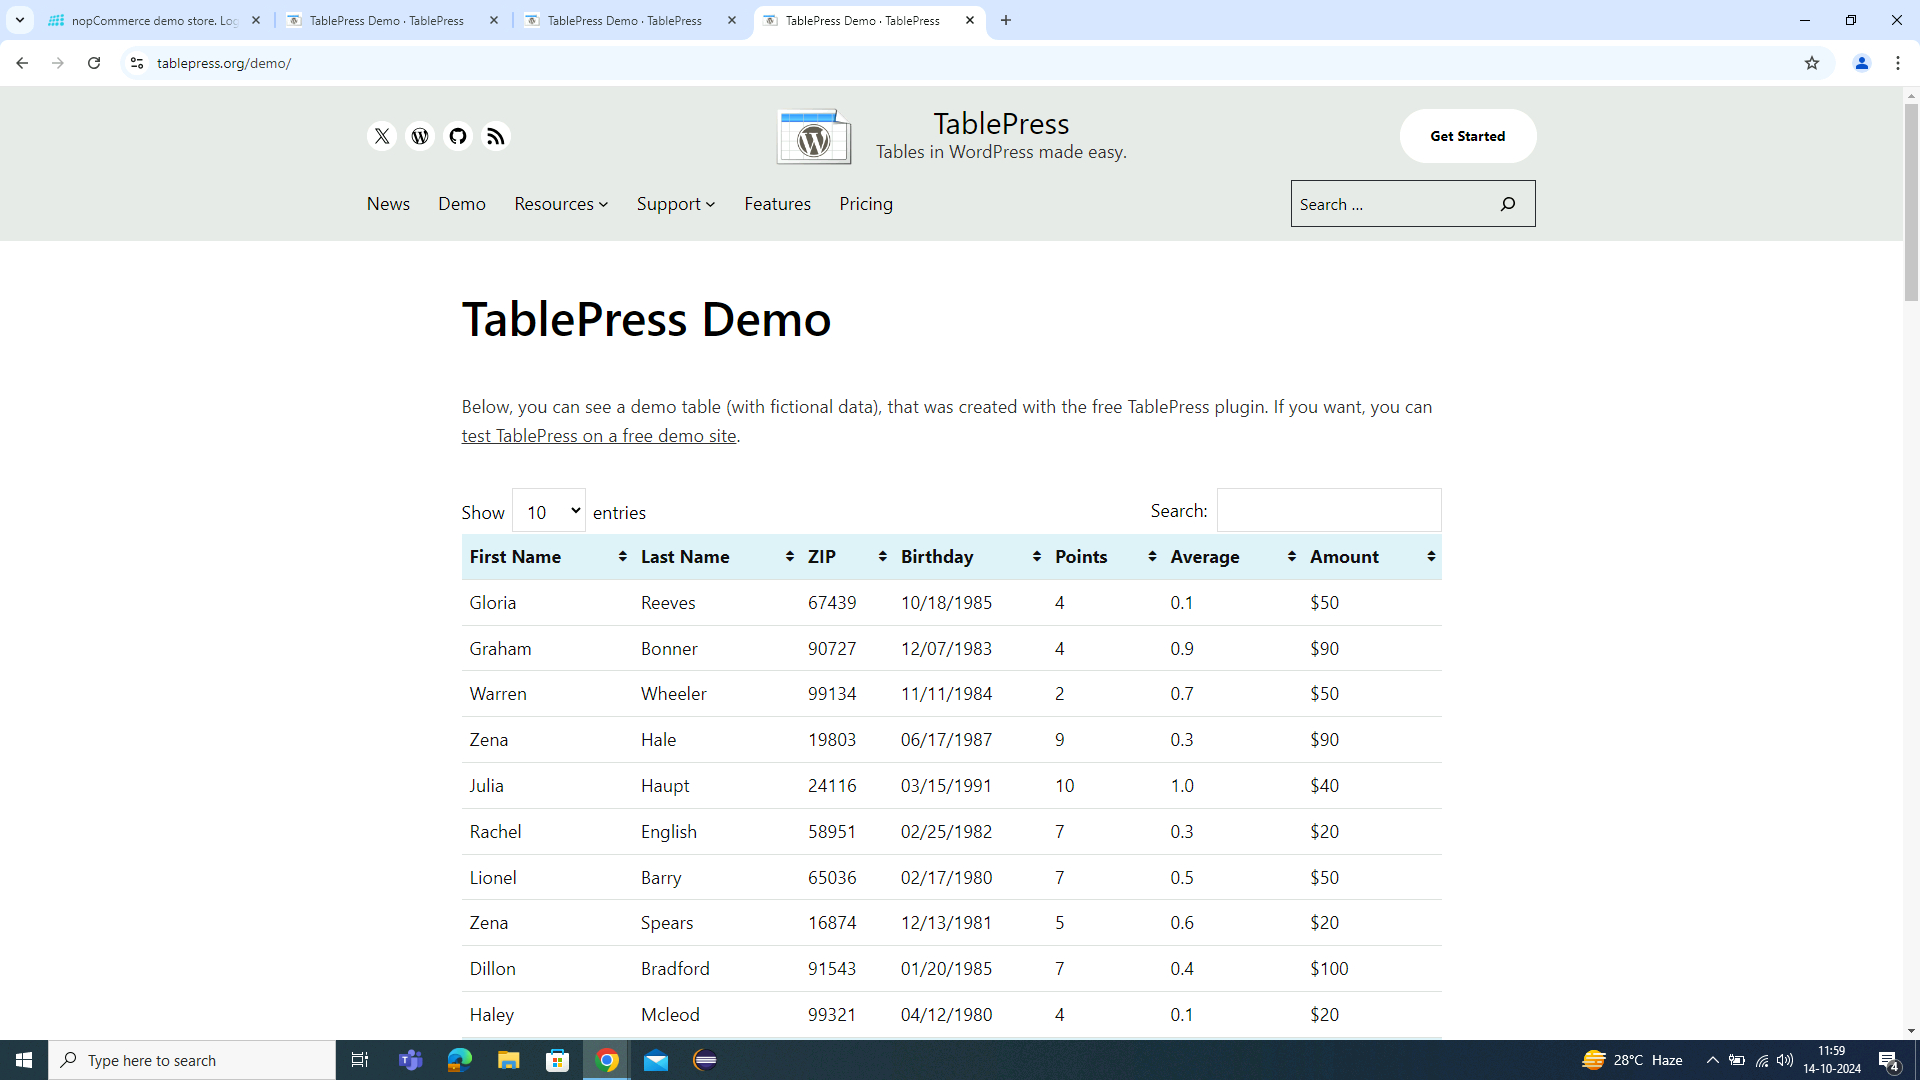 nopCommerce demo store. Log
TablePress Demo · TablePress
TablePress Demo · TablePress
TablePress Demo · TablePress
tablepress.org/demo/
TablePress
Tables in WordPress made easy.
Get Started
News Demo Resources Support Features Pricing
Search ...
TablePress Demo
Below, you can see a demo table (with fictional data), that was created with the free TablePress plugin. If you want, you can
test TablePress on a free demo site.
Show 10 entries Search:
First Name Last Name ZIP Birthday Points Average Amount
Gloria Reeves 67439 10/18/1985 4 0.1 $50
Graham Bonner 90727 12/07/1983 4 0.9 $90
Warren Wheeler 99134 11/11/1984 2 0.7 $50
Zena Hale 19803 06/17/1987 9 0.3 $90
Julia Haupt 24116 03/15/1991 10 1.0 $40
Rachel English 58951 02/25/1982 7 0.3 $20
Lionel Barry 65036 02/17/1980 7 0.5 $50
Zena Spears 16874 12/13/1981 5 0.6 $20
Dillon Bradford 91543 01/20/1985 7 0.4 $100
Haley Mcleod 99321 04/12/1980 4 0.1 $20
Type here to search
28°C Haze
11:59
14-10-2024
4